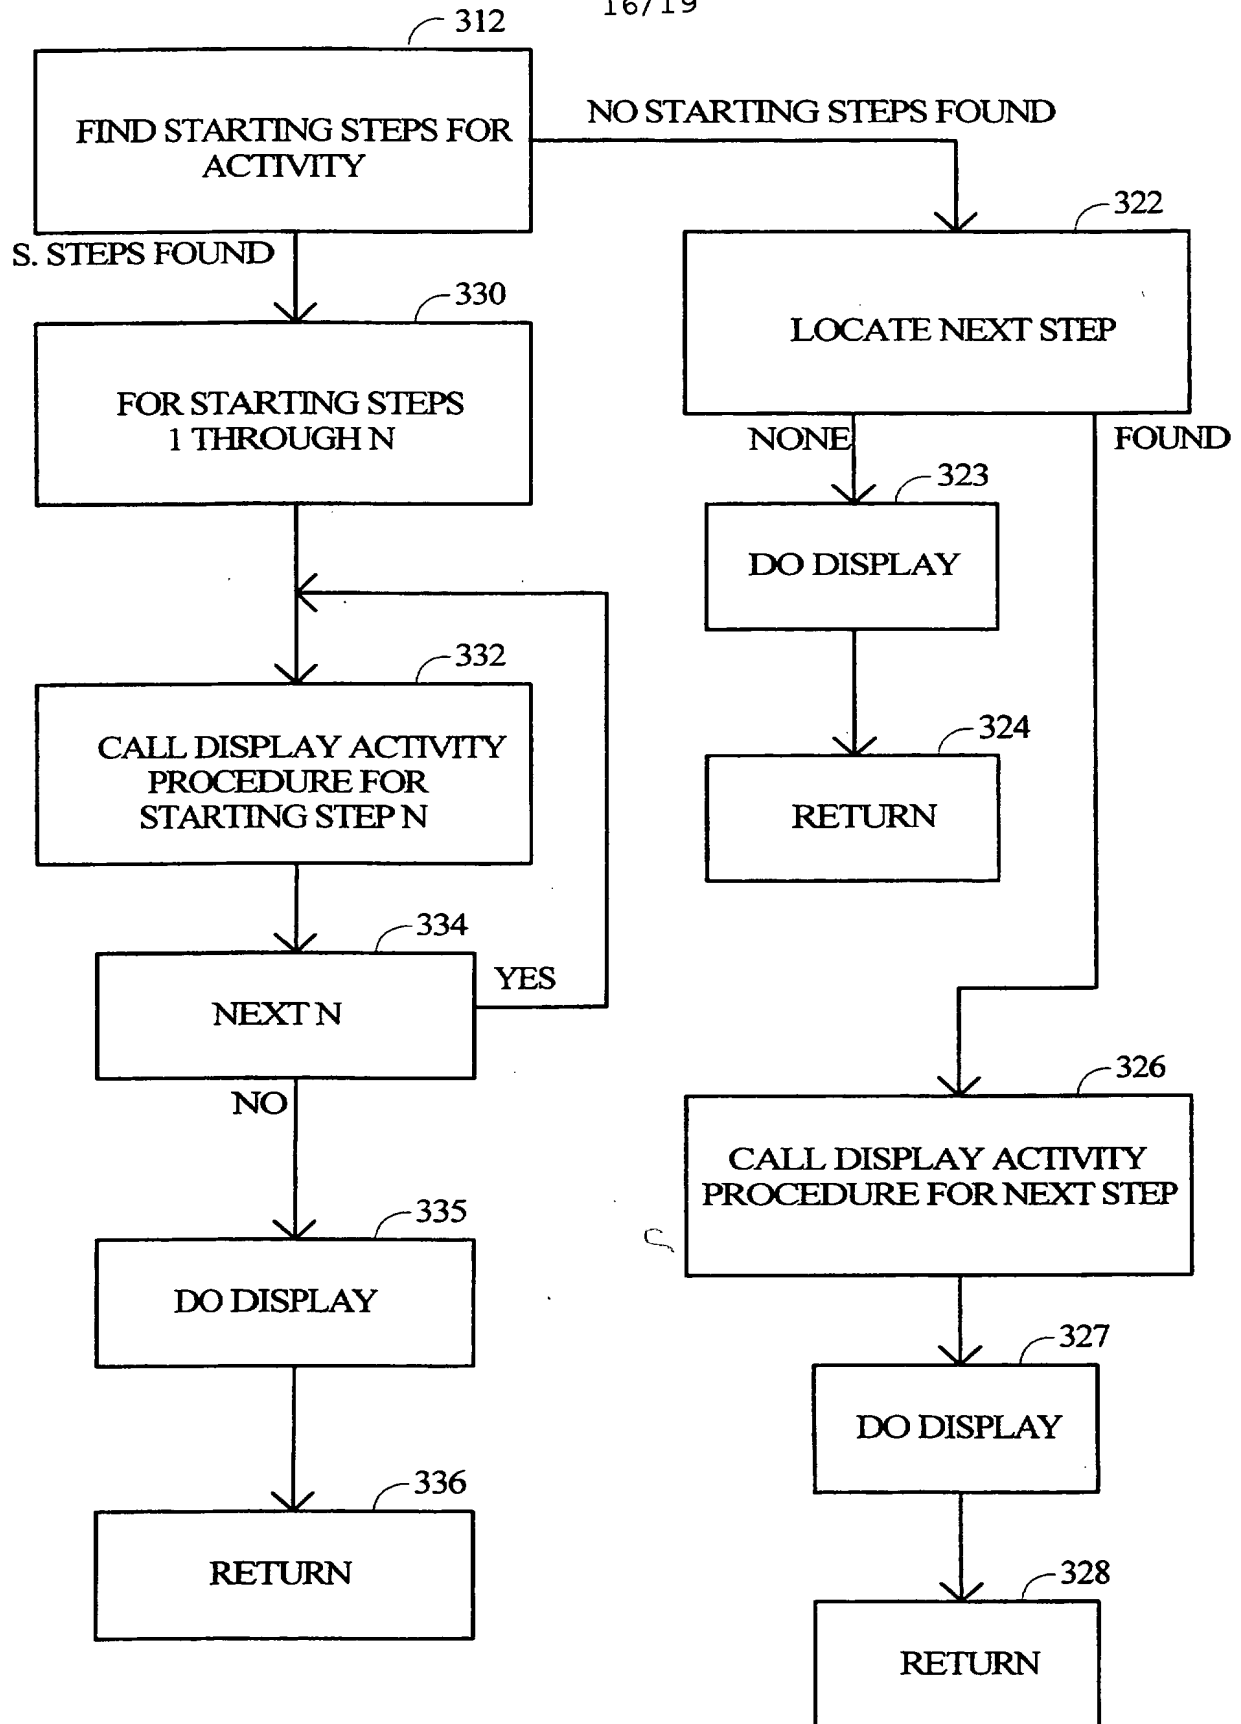 16/19
312
FIND STARTING STEPS FOR
ACTIVITY
NO STARTING STEPS FOUND
S. STEPS FOUND
322
LOCATE NEXT STEP
330
FOR STARTING STEPS
1 THROUGH N
NONE
FOUND
323
DO DISPLAY
332
CALL DISPLAY ACTIVITY
PROCEDURE FOR
STARTING STEP N
324
RETURN
334
NEXT N
YES
NO
326
CALL DISPLAY ACTIVITY
PROCEDURE FOR NEXT STEP
335
DO DISPLAY
327
DO DISPLAY
336
RETURN
328
RETURN